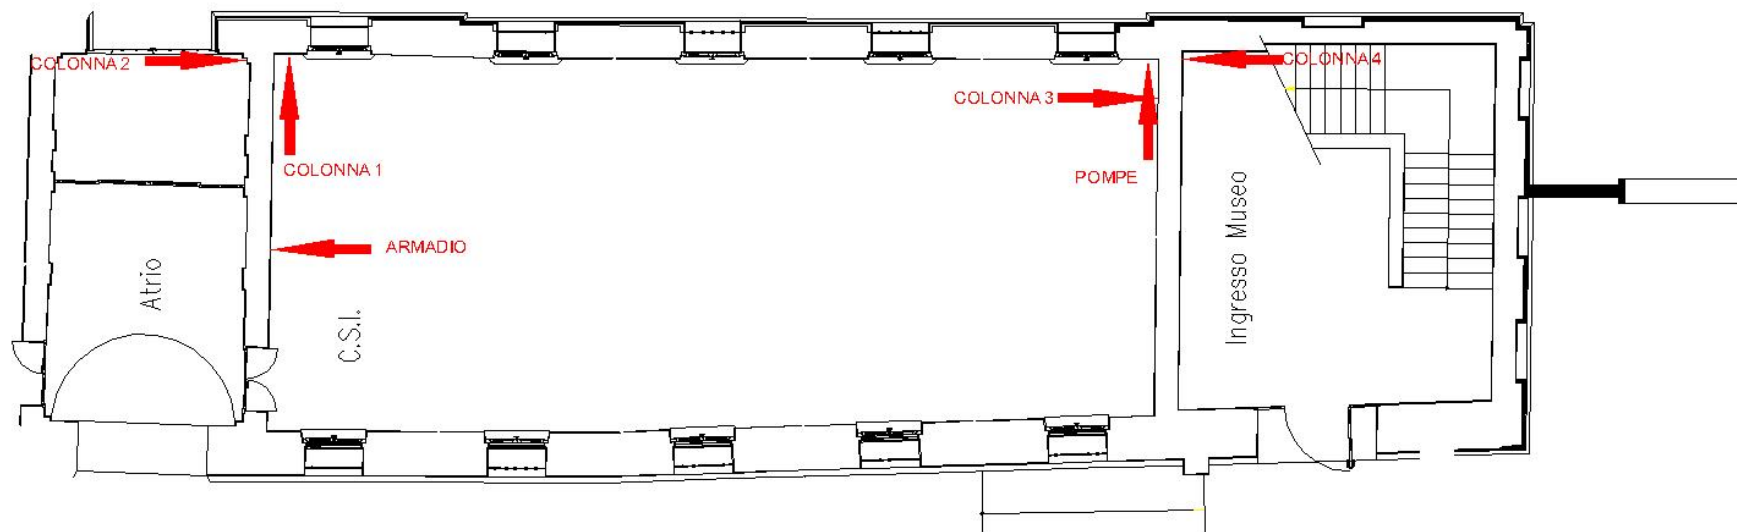 COLONNA 2
COLONNA 4
COLONNA 3
COLONNA 1
POMPE
ARMADIO
Atrio
C.S.I.
Ingresso Museo